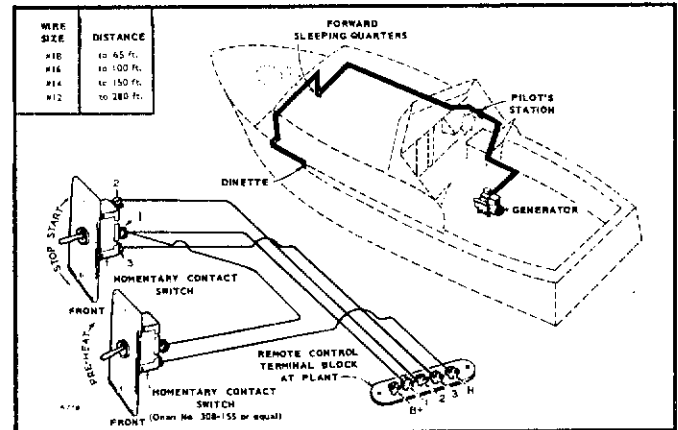 WIRE SIZE DISTANCE
#18 to 65 ft.
#16 to 100 ft.
#14 to 150 ft.
#12 to 280 ft.
FORWARD
SLEEPING QUARTERS
PILOT'S
STATION
DINETTE
GENERATOR
2
1
3
STOP START
MOMENTARY CONTACT
SWITCH
FRONT
PRE-HEAT
REMOTE CONTROL
TERMINAL BLOCK
AT PLANT
B+ 1 2 3 H
MOMENTARY CONTACT
SWITCH
(Onan No. 308-155 or equal)
FRONT